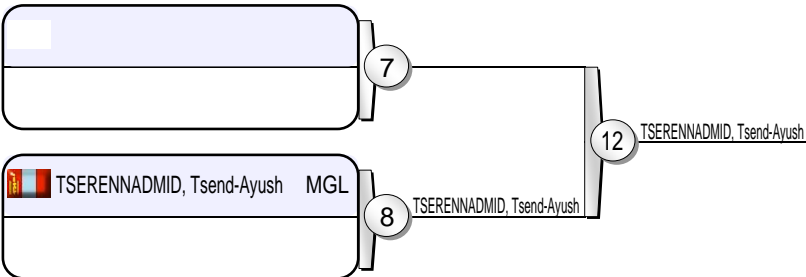 7
12
TSERENNADMID, Tsend-Ayush
TSERENNADMID, Tsend-Ayush MGL
8
TSERENNADMID, Tsend-Ayush